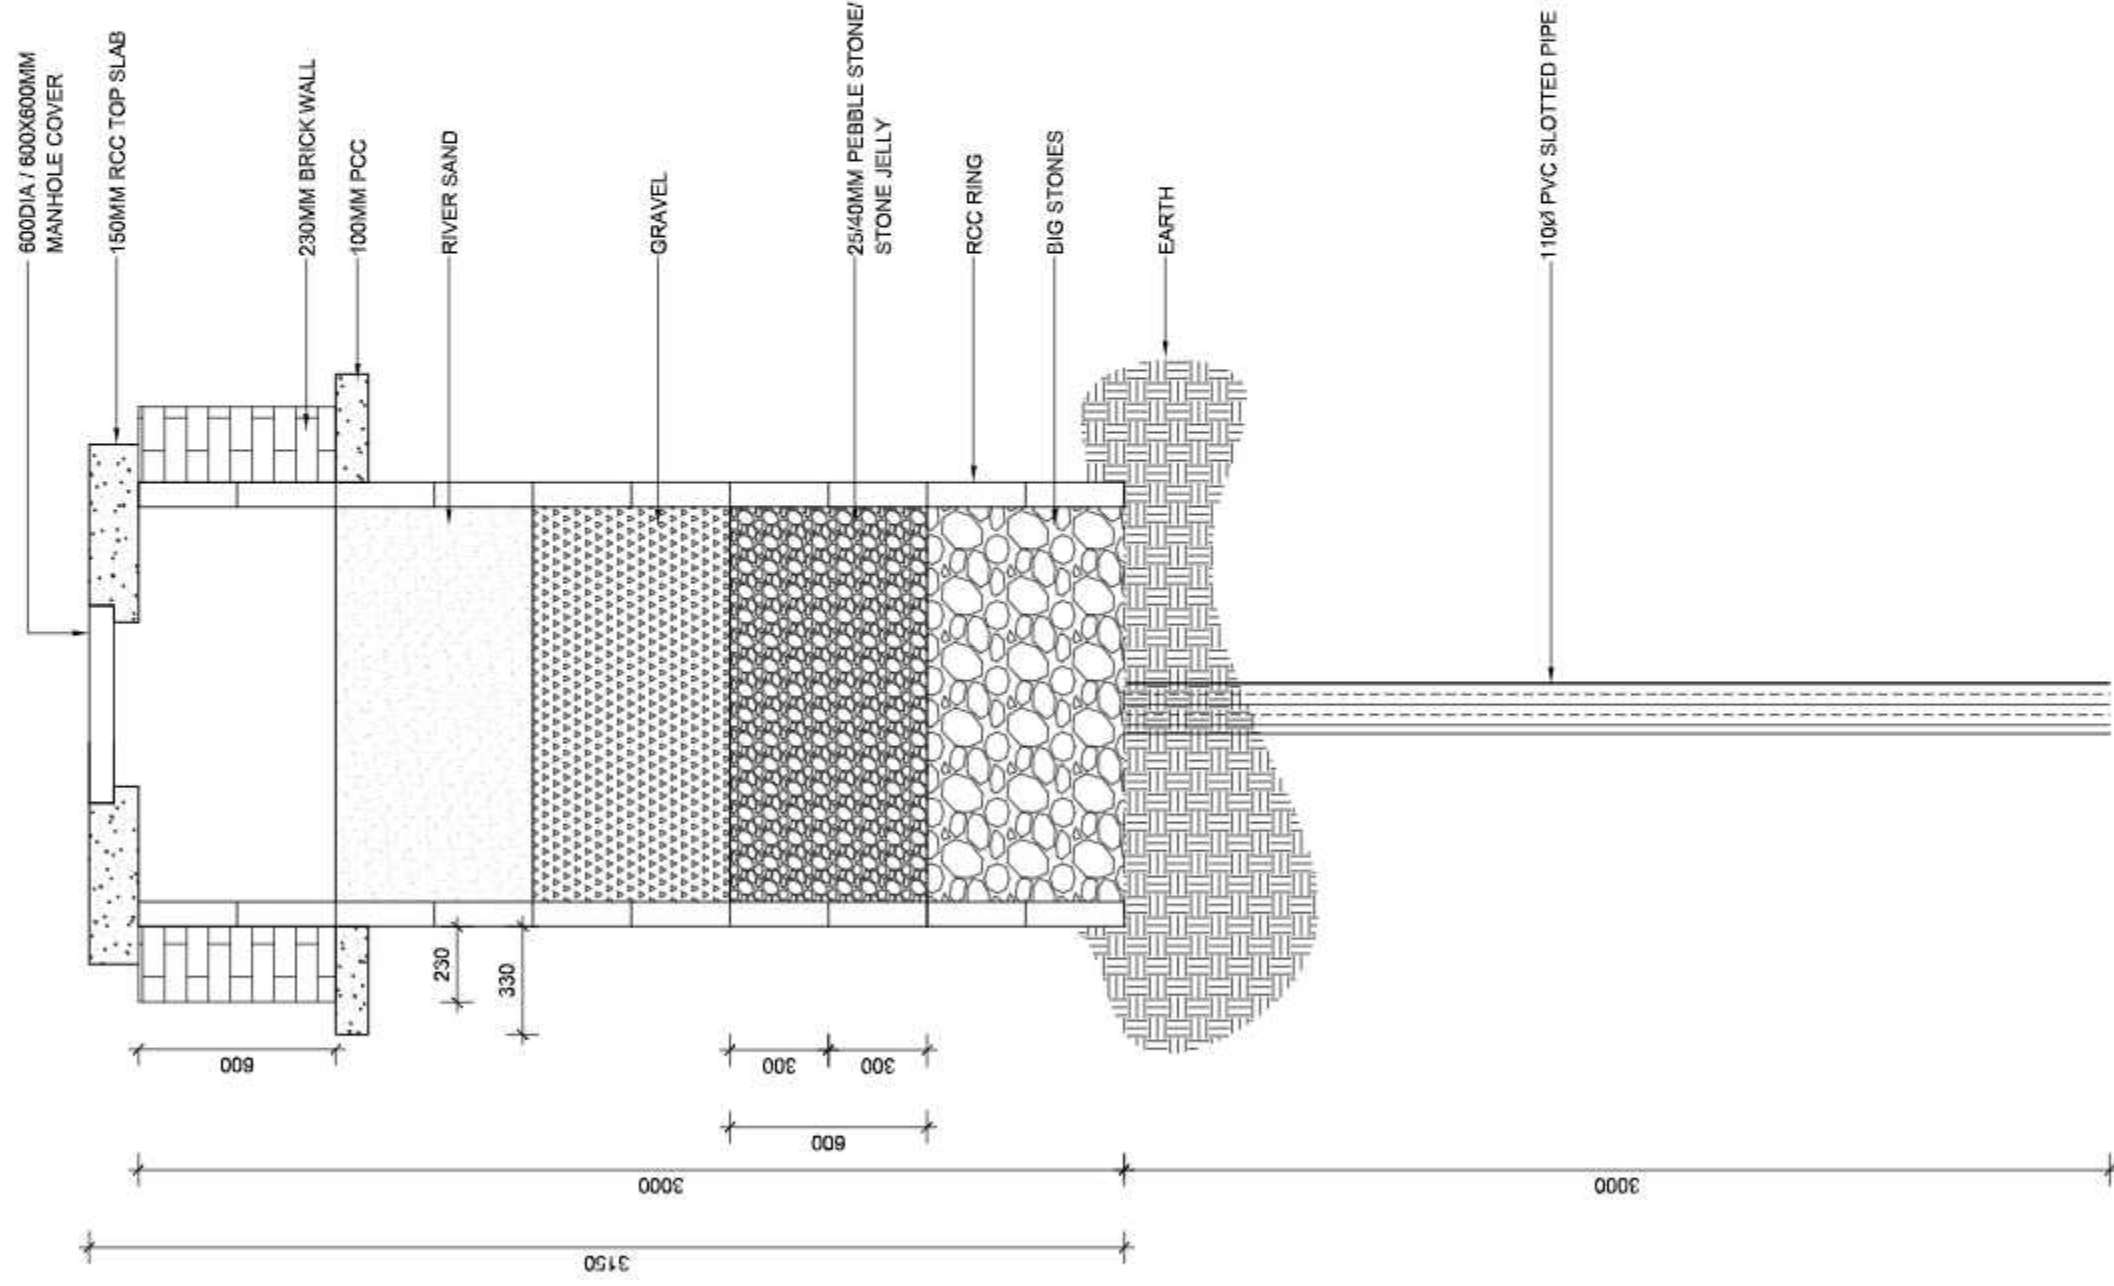 600DIA / 600X600MM
MANHOLE COVER
150MM RCC TOP SLAB
230MM BRICK WALL
100MM PCC
RIVER SAND
GRAVEL
25/40MM PEBBLE STONE/
STONE JELLY
RCC RING
BIG STONES
EARTH
110Ø PVC SLOTTED PIPE
230
330
600
300
300
600
3000
3000
3150